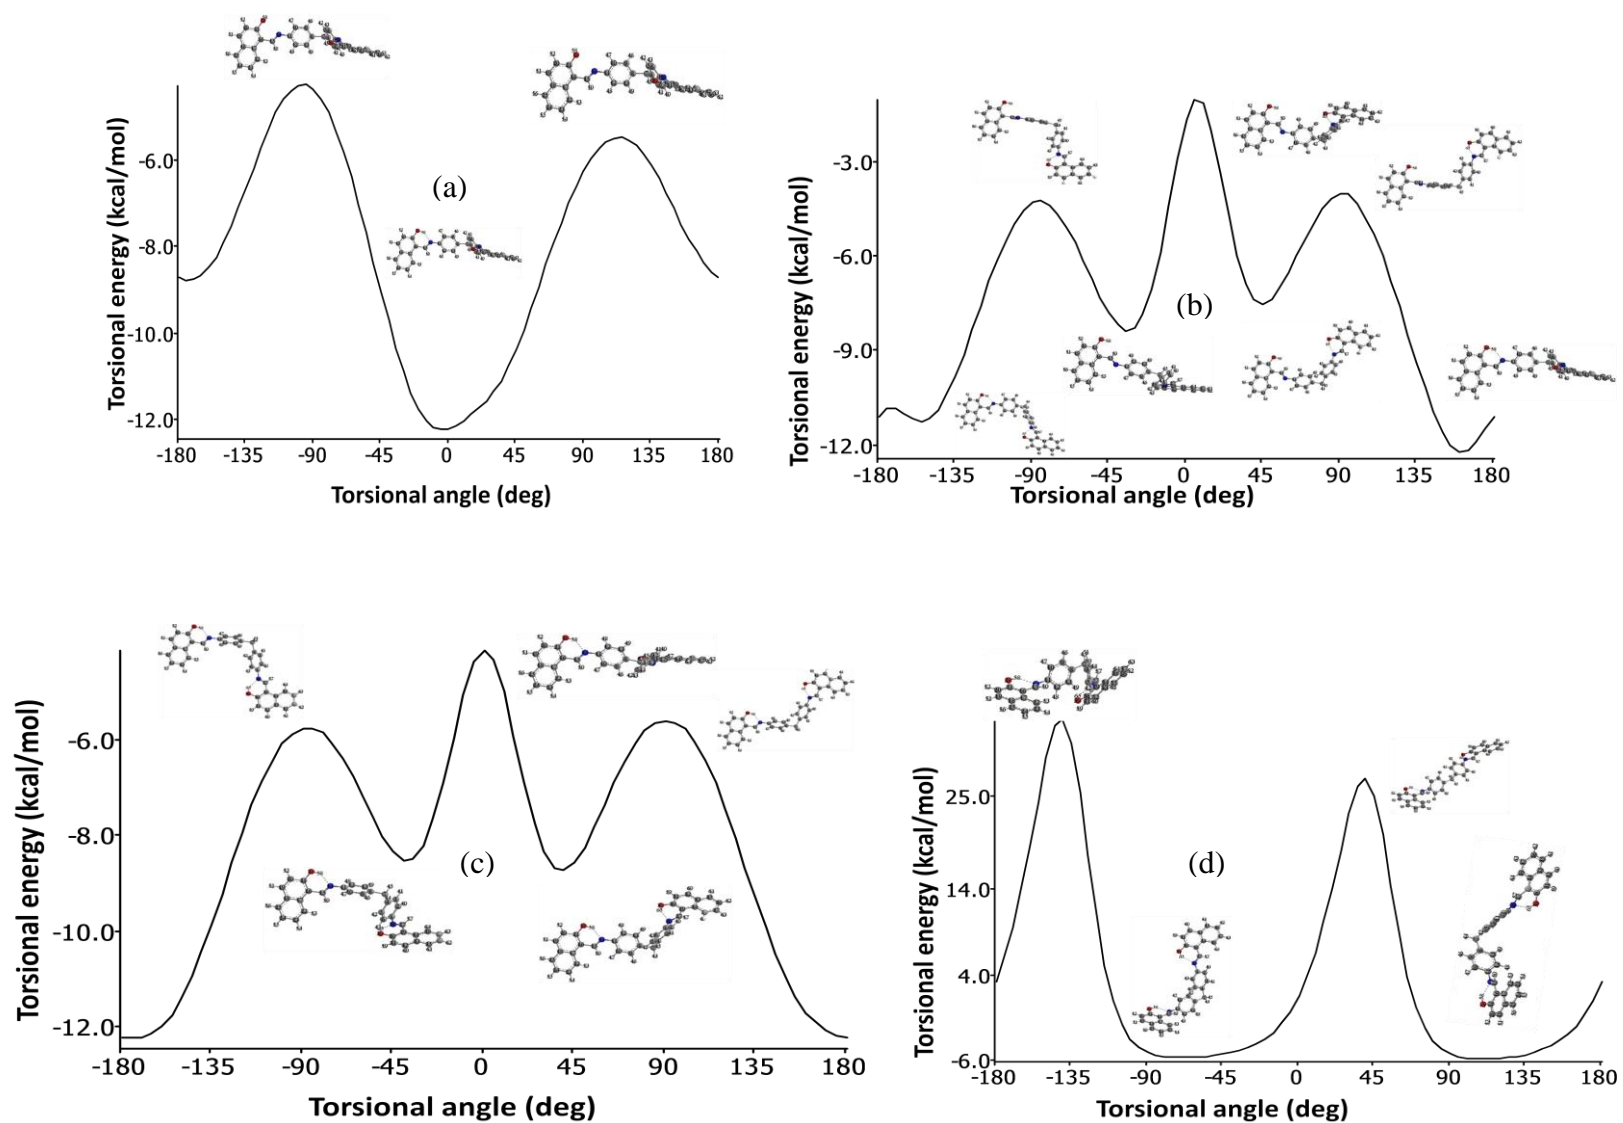 (a)
Torsional energy (kcal/mol)
-6.0
-8.0
-10.0
-12.0
-180 -135 -90 -45 0 45 90 135 180
Torsional angle (deg)
(b)
Torsional energy (kcal/mol)
-3.0
-6.0
-9.0
-12.0
-180 -135 -90 -45 0 45 90 135 180
Torsional angle (deg)
(c)
Torsional energy (kcal/mol)
-6.0
-8.0
-10.0
-12.0
-180 -135 -90 -45 0 45 90 135 180
Torsional angle (deg)
(d)
Torsional energy (kcal/mol)
25.0
14.0
4.0
-6.0
-180 -135 -90 -45 0 45 90 135 180
Torsional angle (deg)